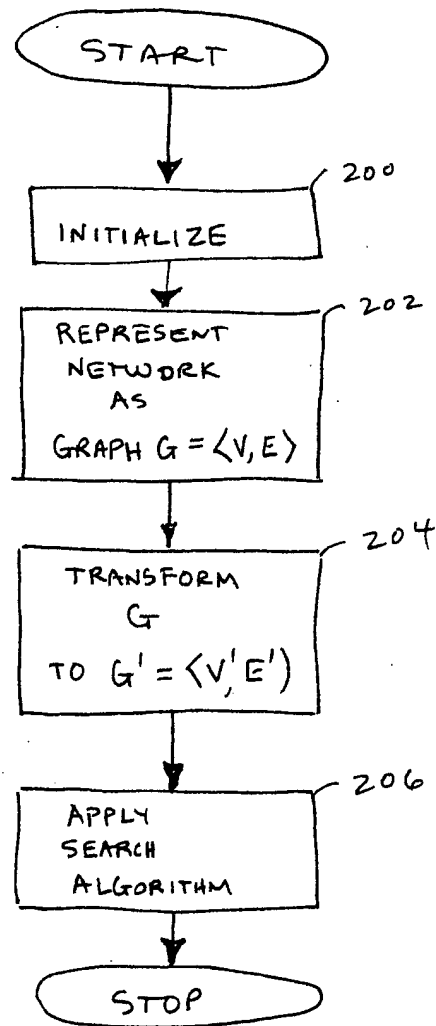 START
200
INITIALIZE
202
REPRESENT
NETWORK
AS
GRAPH G = ⟨V, E⟩
204
TRANSFORM
G
TO G' = ⟨V', E')
206
APPLY
SEARCH
ALGORITHM
STOP